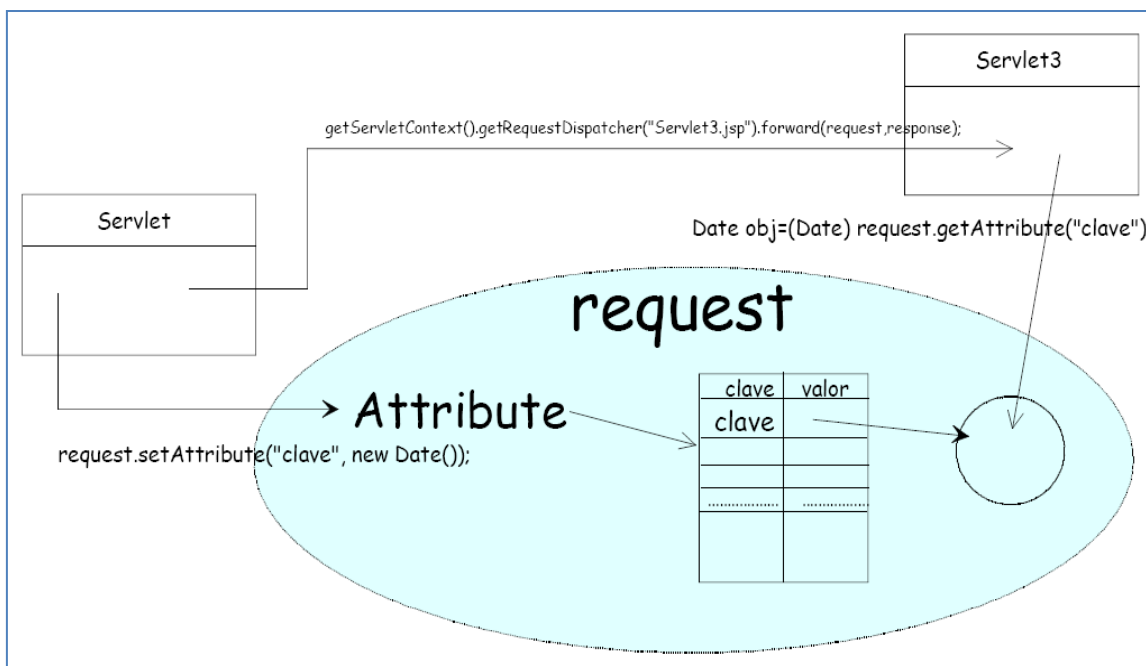 Servlet3
getServletContext().getRequestDispatcher("Servlet3.jsp").forward(request,response);
Servlet
Date obj=(Date) request.getAttribute("clave")
request
clave valor
Attribute
clave
request.setAttribute("clave", new Date());
.................. ..................